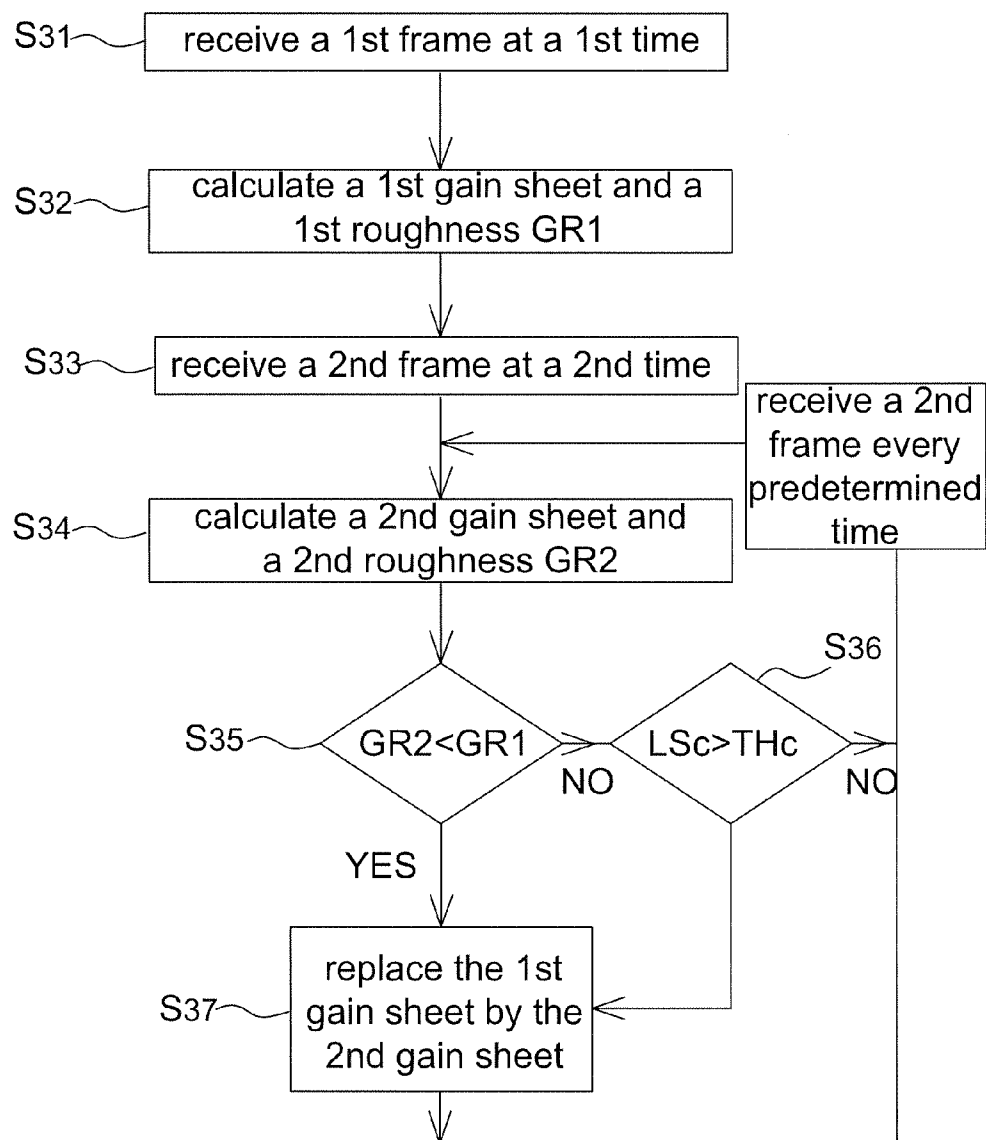 S31
receive a 1st frame at a 1st time
S32
calculate a 1st gain sheet and a
1st roughness GR1
S33
receive a 2nd frame at a 2nd time
receive a 2nd
frame every
predetermined
time
S34
calculate a 2nd gain sheet and
a 2nd roughness GR2
S35
GR2<GR1
NO
S36
LSc>THc
NO
YES
S37
replace the 1st
gain sheet by the
2nd gain sheet